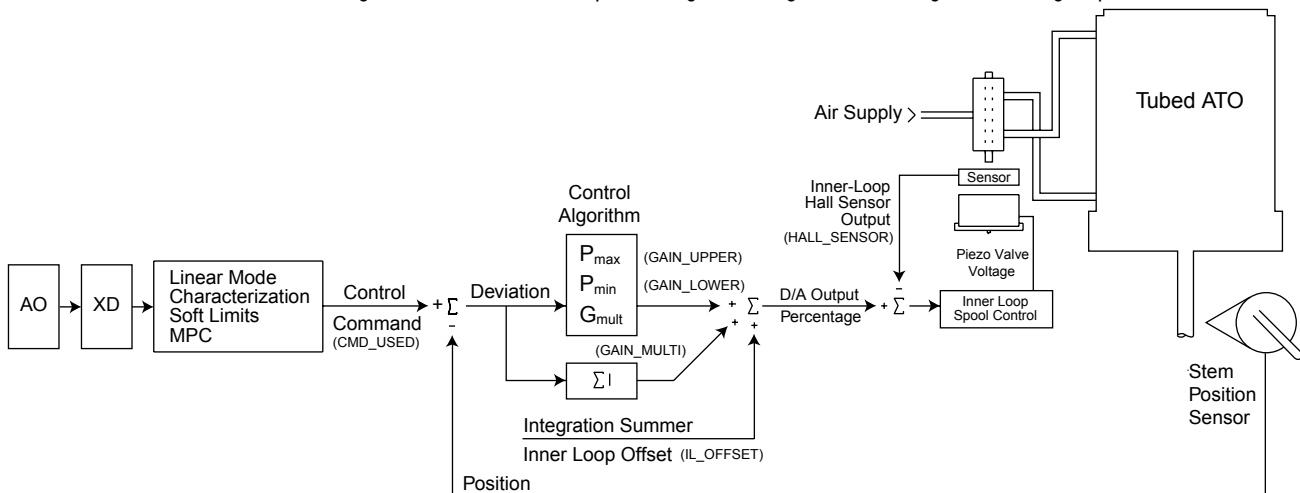 Tubed ATO
Air Supply
Sensor
Inner-Loop
Hall Sensor
Output
(HALL_SENSOR)
Piezo Valve
Voltage
Control
Algorithm
Pmax
Pmin
Gmult
(GAIN_UPPER)
(GAIN_LOWER)
(GAIN_MULTI)
AO
XD
Linear Mode
Characterization
Soft Limits
MPC
Control
Command
(CMD_USED)
+ Σ
-
Deviation
Σ I
+ Σ
+ +
D/A Output
Percentage
-
+ Σ
Inner Loop
Spool Control
Stem
Position
Sensor
Integration Summer
Inner Loop Offset (IL_OFFSET)
Position